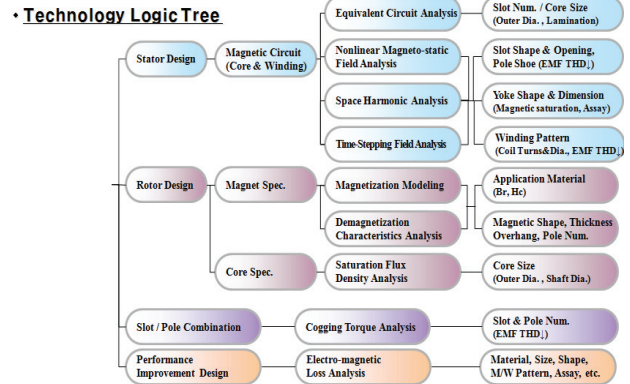 • Technology Logic Tree
Equivalent Circuit Analysis
Slot Num. / Core Size
(Outer Dia. , Lamination)
Stator Design
Magnetic Circuit
(Core & Winding)
Nonlinear Magneto-static
Field Analysis
Slot Shape & Opening,
Pole Shoe (EMF THD↓)
Space Harmonic Analysis
Yoke Shape & Dimension
(Magnetic saturation, Assay)
Time-Stepping Field Analysis
Winding Pattern
(Coil Turns&Dia., EMF THD↓)
Rotor Design
Magnet Spec.
Magnetization Modeling
Application Material
(Br, Hc)
Demagnetization
Characteristics Analysis
Magnetic Shape, Thickness
Overhang, Pole Num.
Core Spec.
Saturation Flux
Density Analysis
Core Size
(Outer Dia. , Shaft Dia.)
Slot / Pole Combination
Cogging Torque Analysis
Slot & Pole Num.
(EMF THD↓)
Performance
Improvement Design
Electro-magnetic
Loss Analysis
Material, Size, Shape,
M/W Pattern, Assay, etc.